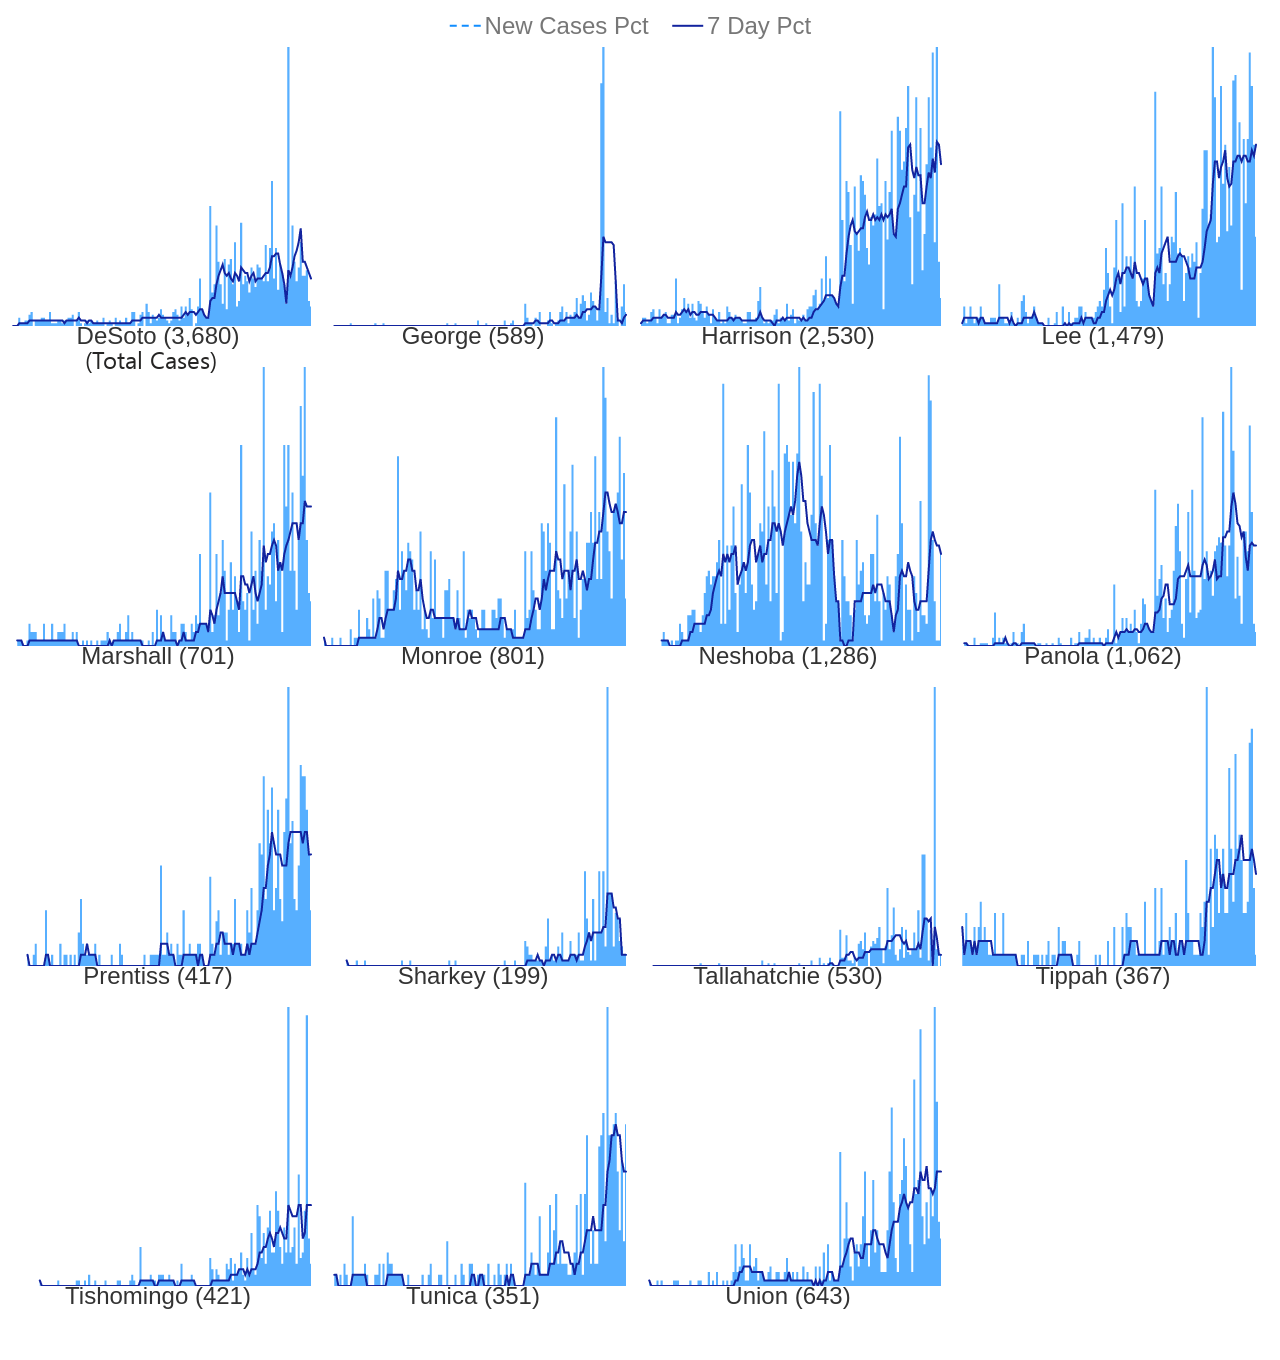 New Cases Pct 7 Day Pct
DeSoto (3,680) George (589) Harrison (2,530) Lee (1,479)
(Total Cases)
Marshall (701) Monroe (801) Neshoba (1,286) Panola (1,062)
Prentiss (417) Sharkey (199) Tallahatchie (530) Tippah (367)
Tishomingo (421) Tunica (351) Union (643)